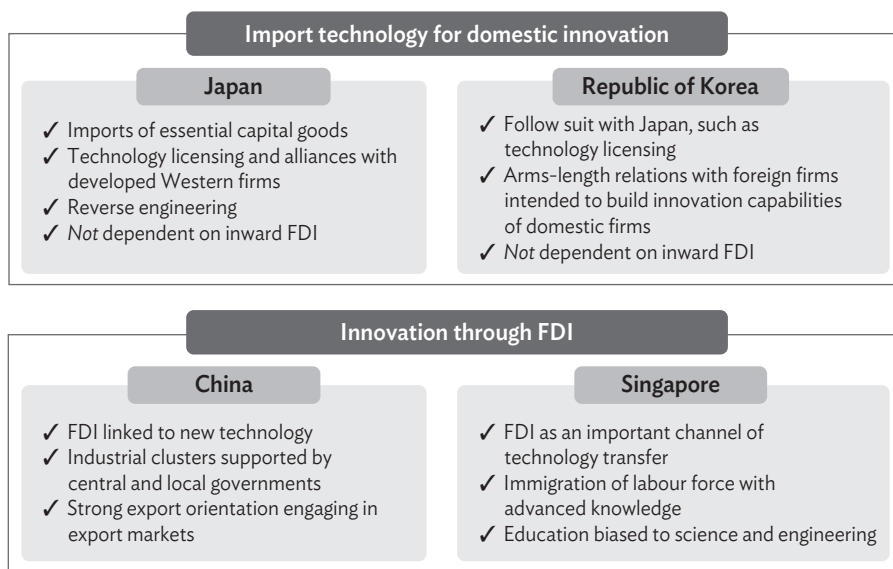 Import technology for domestic innovation
Japan
✓ Imports of essential capital goods
✓ Technology licensing and alliances with
developed Western firms
✓ Reverse engineering
✓ Not dependent on inward FDI
Republic of Korea
✓ Follow suit with Japan, such as
technology licensing
✓ Arms-length relations with foreign firms
intended to build innovation capabilities
of domestic firms
✓ Not dependent on inward FDI
Innovation through FDI
China
✓ FDI linked to new technology
✓ Industrial clusters supported by
central and local governments
✓ Strong export orientation engaging in
export markets
Singapore
✓ FDI as an important channel of
technology transfer
✓ Immigration of labour force with
advanced knowledge
✓ Education biased to science and engineering